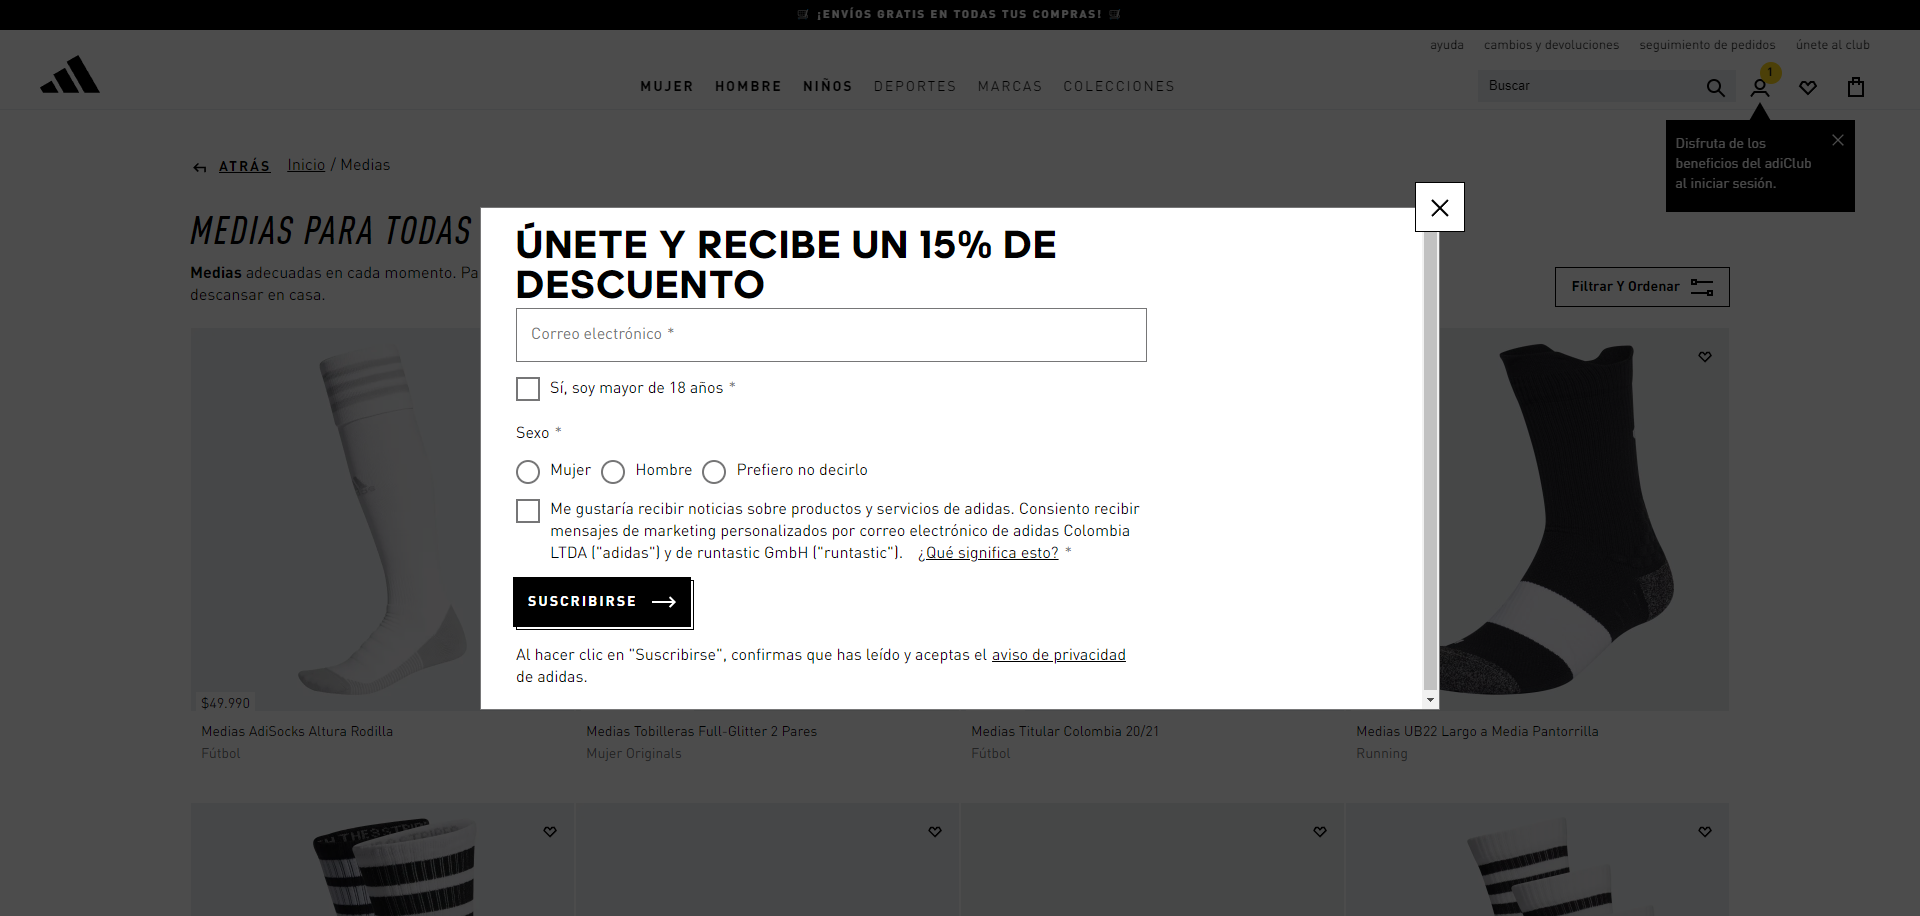 ¡ENVÍOS GRATIS EN TODAS TUS COMPRAS!
ayuda cambios y devoluciones seguimiento de pedidos únete al club
MUJER HOMBRE NIÑOS DEPORTES MARCAS COLECCIONES
Buscar
1
Disfruta de los
beneficios del adiClub
al iniciar sesión.
ATRÁS Inicio / Medias
MEDIAS PARA TODAS
Medias adecuadas en cada momento. Pa
descansar en casa.
Filtrar Y Ordenar
ÚNETE Y RECIBE UN 15% DE
DESCUENTO
Correo electrónico *
Sí, soy mayor de 18 años *
Sexo *
Mujer Hombre Prefiero no decirlo
Me gustaría recibir noticias sobre productos y servicios de adidas. Consiento recibir
mensajes de marketing personalizados por correo electrónico de adidas Colombia
LTDA ("adidas") y de runtastic GmbH ("runtastic"). ¿Qué significa esto? *
SUSCRIBIRSE
Al hacer clic en "Suscribirse", confirmas que has leído y aceptas el aviso de privacidad
de adidas.
$49.990
Medias AdiSocks Altura Rodilla
Fútbol
Medias Tobilleras Full-Glitter 2 Pares
Mujer Originals
Medias Titular Colombia 20/21
Fútbol
Medias UB22 Largo a Media Pantorrilla
Running